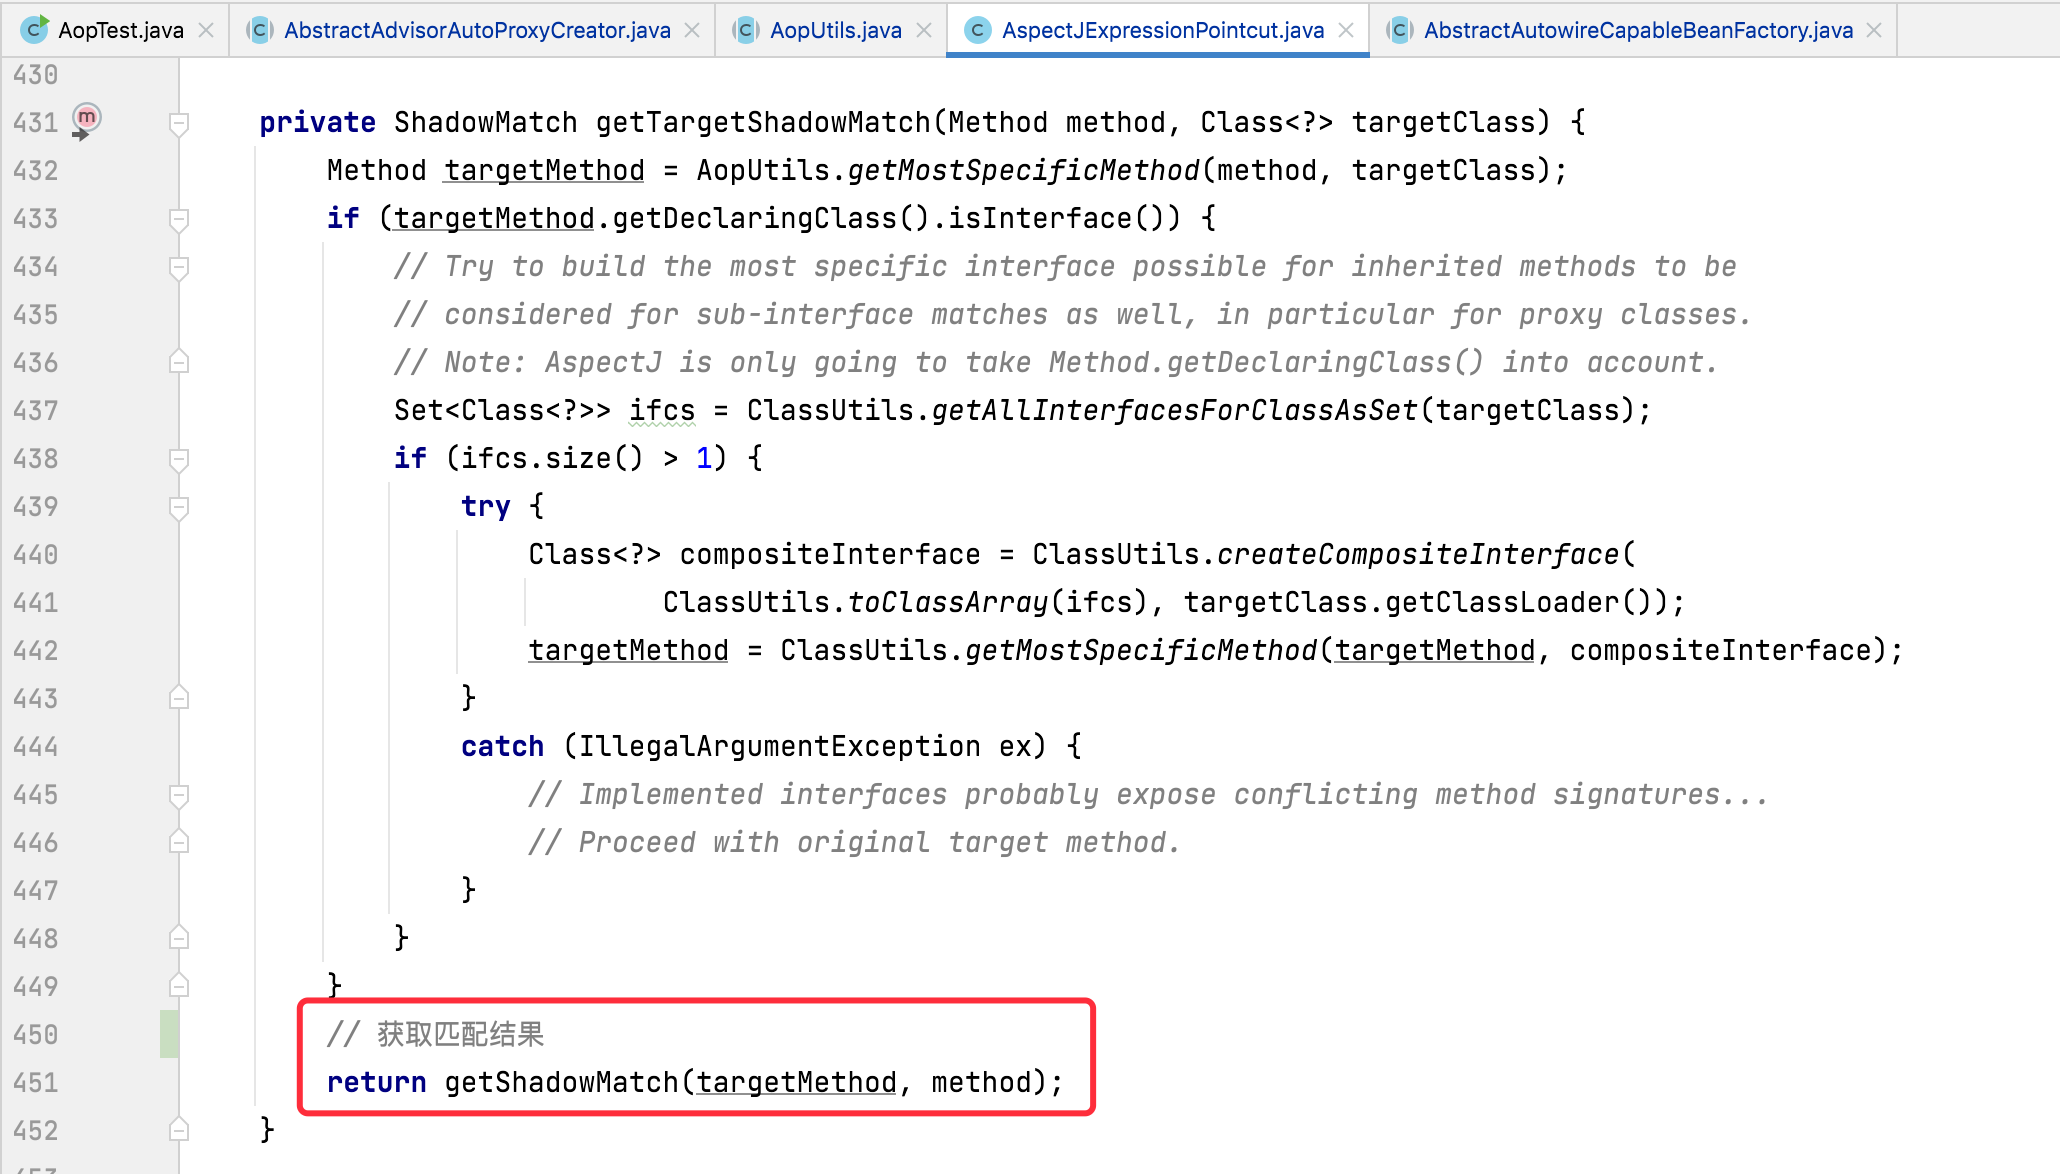 AopTest.java AbstractAdvisorAutoProxyCreator.java AopUtils.java AspectJExpressionPointcut.java AbstractAutowireCapableBeanFactory.java
430
431 private ShadowMatch getTargetShadowMatch(Method method, Class<?> targetClass) {
432 Method targetMethod = AopUtils.getMostSpecificMethod(method, targetClass);
433 if (targetMethod.getDeclaringClass().isInterface()) {
434 // Try to build the most specific interface possible for inherited methods to be
435 // considered for sub-interface matches as well, in particular for proxy classes.
436 // Note: AspectJ is only going to take Method.getDeclaringClass() into account.
437 Set<Class<?>> ifcs = ClassUtils.getAllInterfacesForClassAsSet(targetClass);
438 if (ifcs.size() > 1) {
439 try {
440 Class<?> compositeInterface = ClassUtils.createCompositeInterface(
441 ClassUtils.toClassArray(ifcs), targetClass.getClassLoader());
442 targetMethod = ClassUtils.getMostSpecificMethod(targetMethod, compositeInterface);
443 }
444 catch (IllegalArgumentException ex) {
445 // Implemented interfaces probably expose conflicting method signatures...
446 // Proceed with original target method.
447 }
448 }
449 }
450 // 获取匹配结果
451 return getShadowMatch(targetMethod, method);
452 }